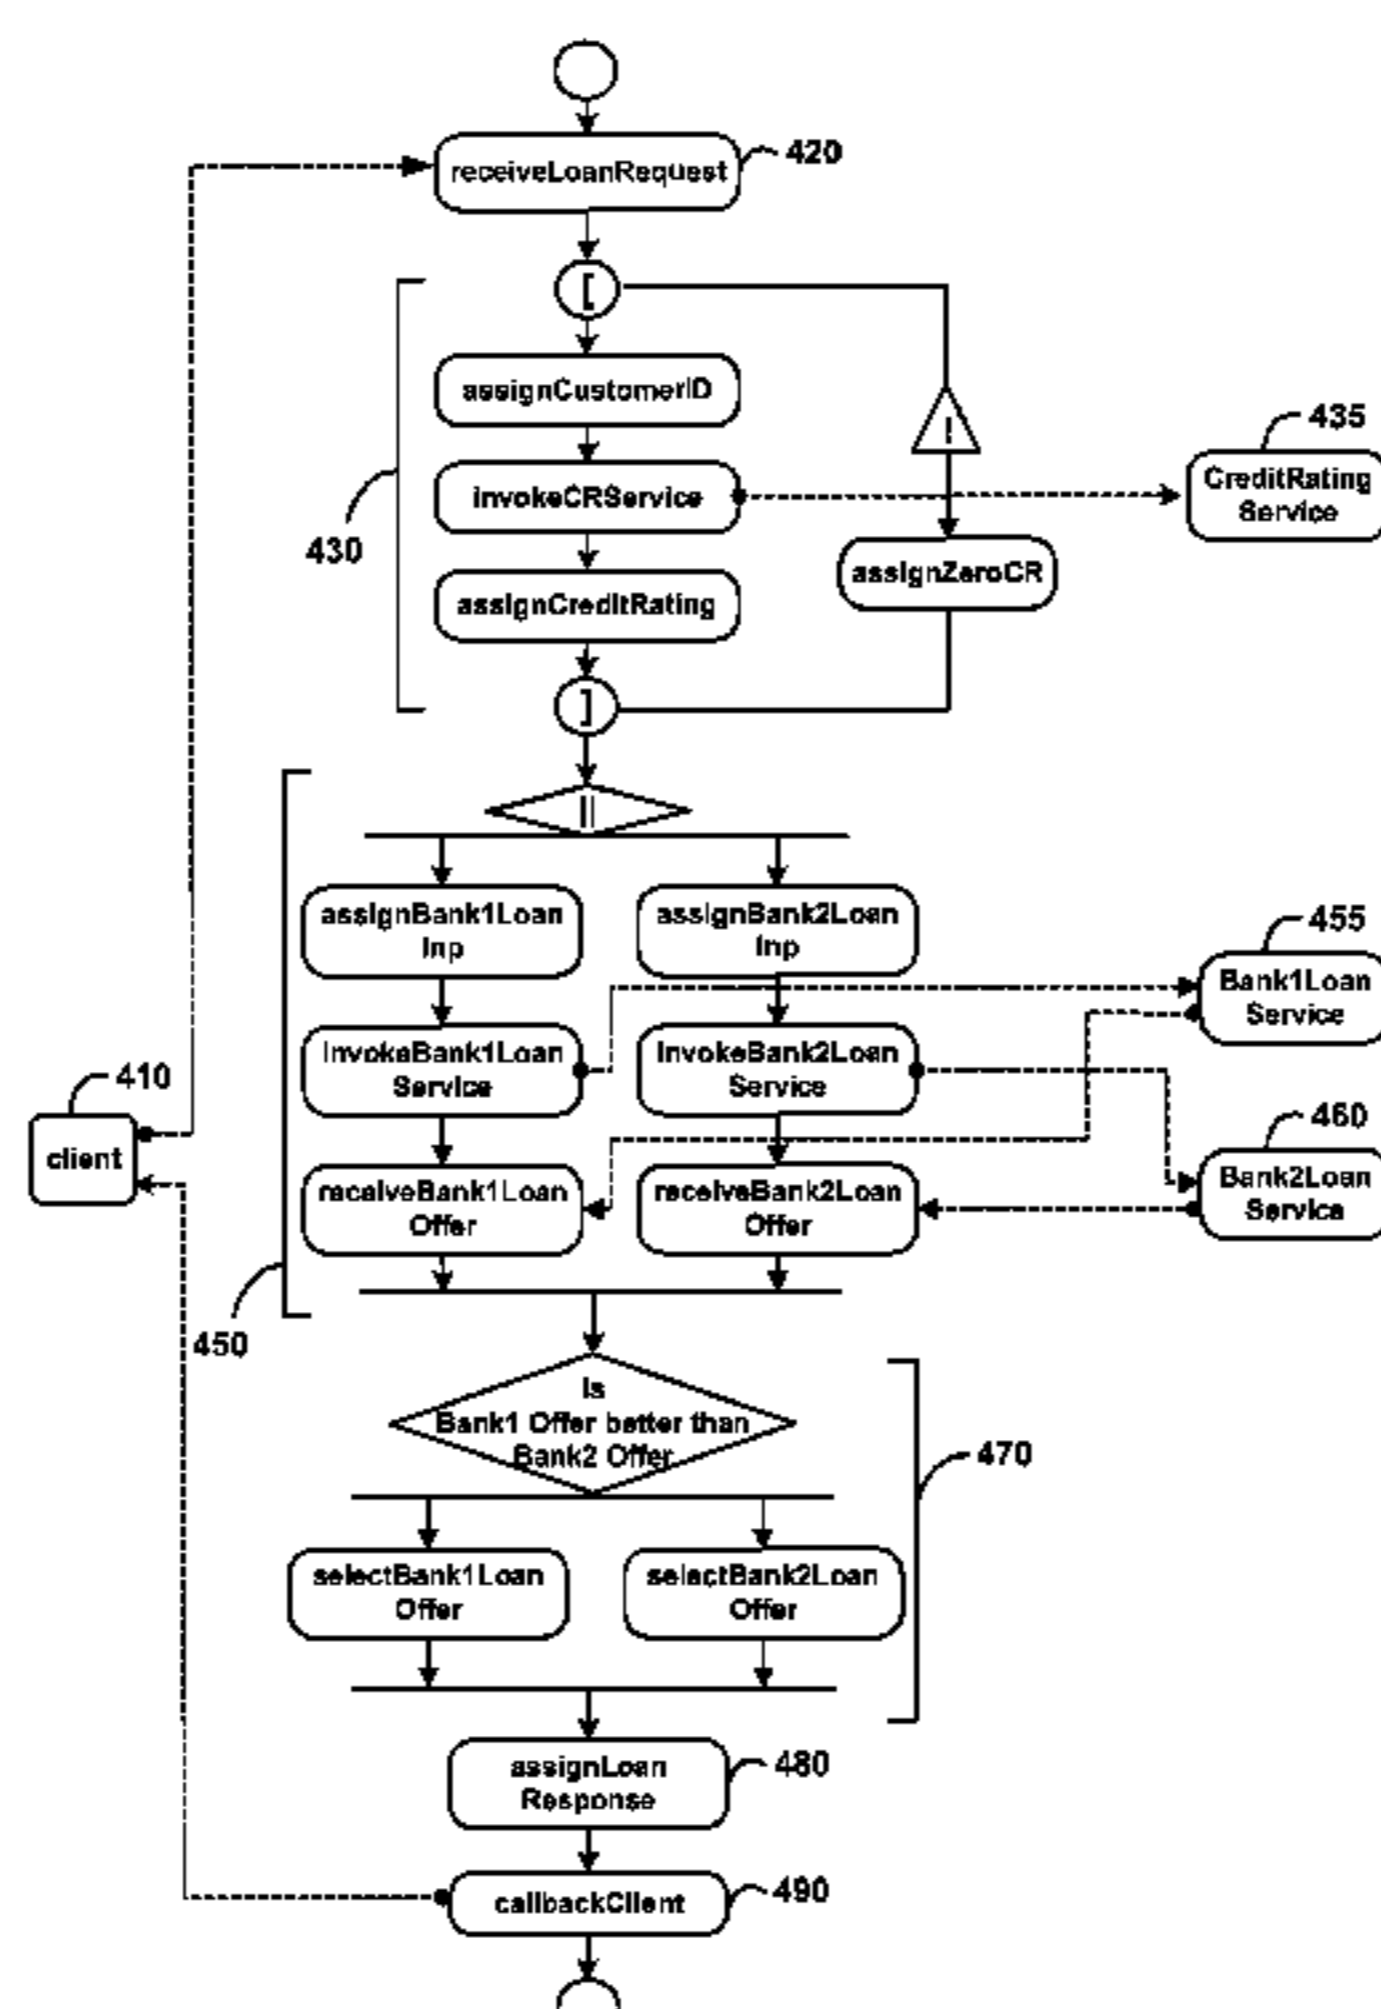 receiveLoanRequest
420
[
assignCustomerID
!
435
CreditRating
Service
invokeCRService
430
assignZeroCR
assignCreditRating
]
||
assignBank1Loan
Inp
assignBank2Loan
Inp
455
Bank1Loan
Service
invokeBank1Loan
Service
invokeBank2Loan
Service
410
client
460
Bank2Loan
Service
receiveBank1Loan
Offer
receiveBank2Loan
Offer
450
Is
Bank1 Offer better than
Bank2 Offer
470
selectBank1Loan
Offer
selectBank2Loan
Offer
assignLoan
Response
480
callbackClient
490